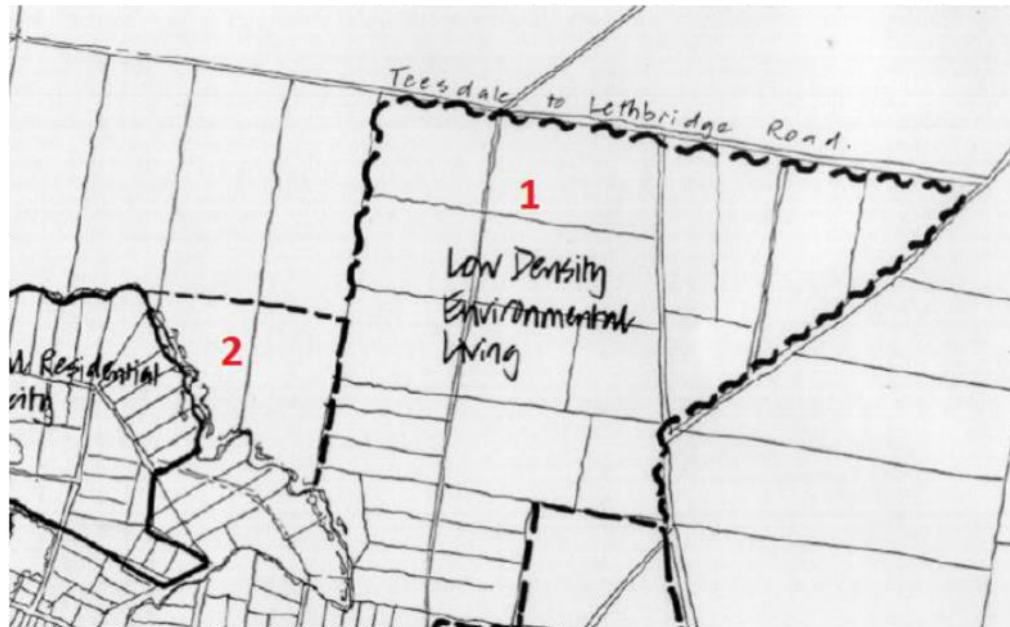 Teesdale to Lethbridge Road.
1
Low Density
Environmental
Living
2
Residential